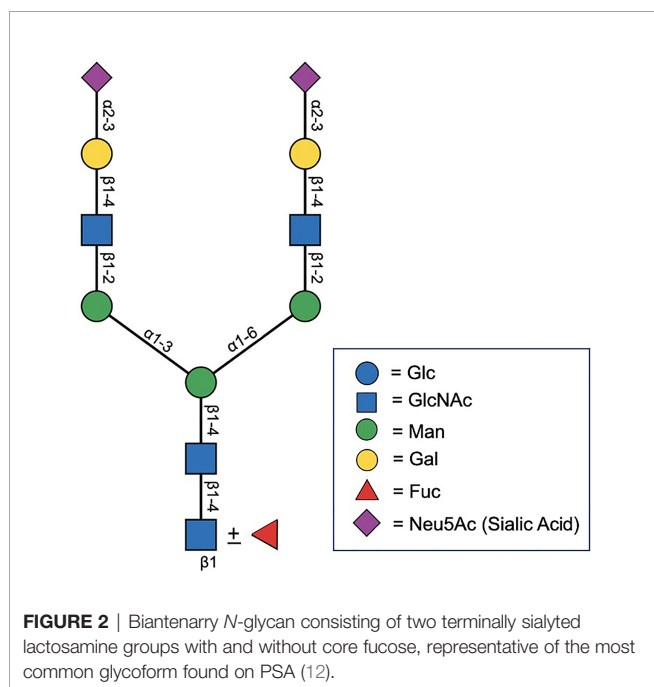 α2-3
α2-3
β1-4
β1-4
β1-2
β1-2
α1-3
α1-6
β1-4
β1-4
±
β1
= Glc
= GlcNAc
= Man
= Gal
= Fuc
= Neu5Ac (Sialic Acid)
FIGURE 2 | Biantenarry N-glycan consisting of two terminally sialyted
lactosamine groups with and without core fucose, representative of the most
common glycoform found on PSA (12).